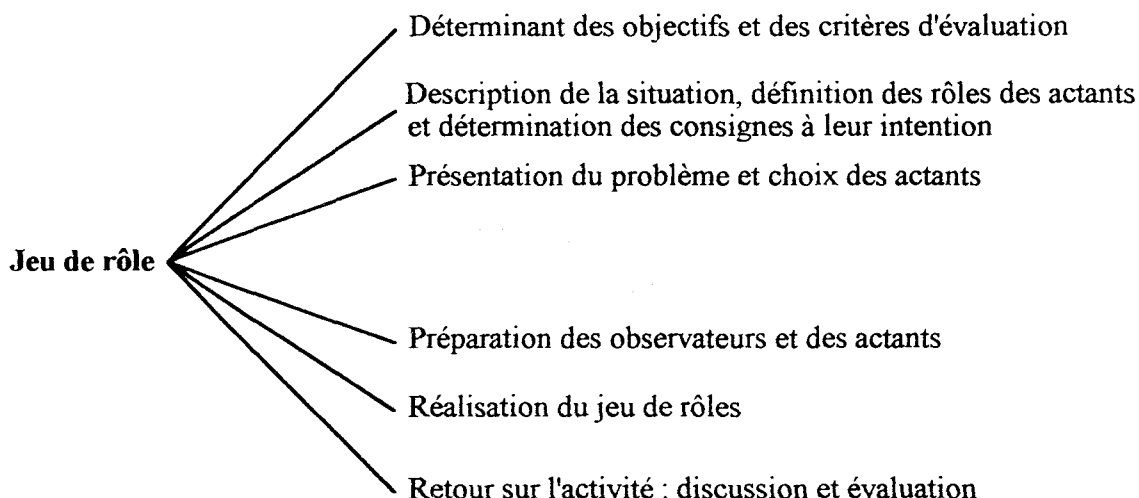 Déterminant des objectifs et des critères d'évaluation
Description de la situation, définition des rôles des actants
et détermination des consignes à leur intention
Présentation du problème et choix des actants
Jeu de rôle
Préparation des observateurs et des actants
Réalisation du jeu de rôles
Retour sur l'activité : discussion et évaluation